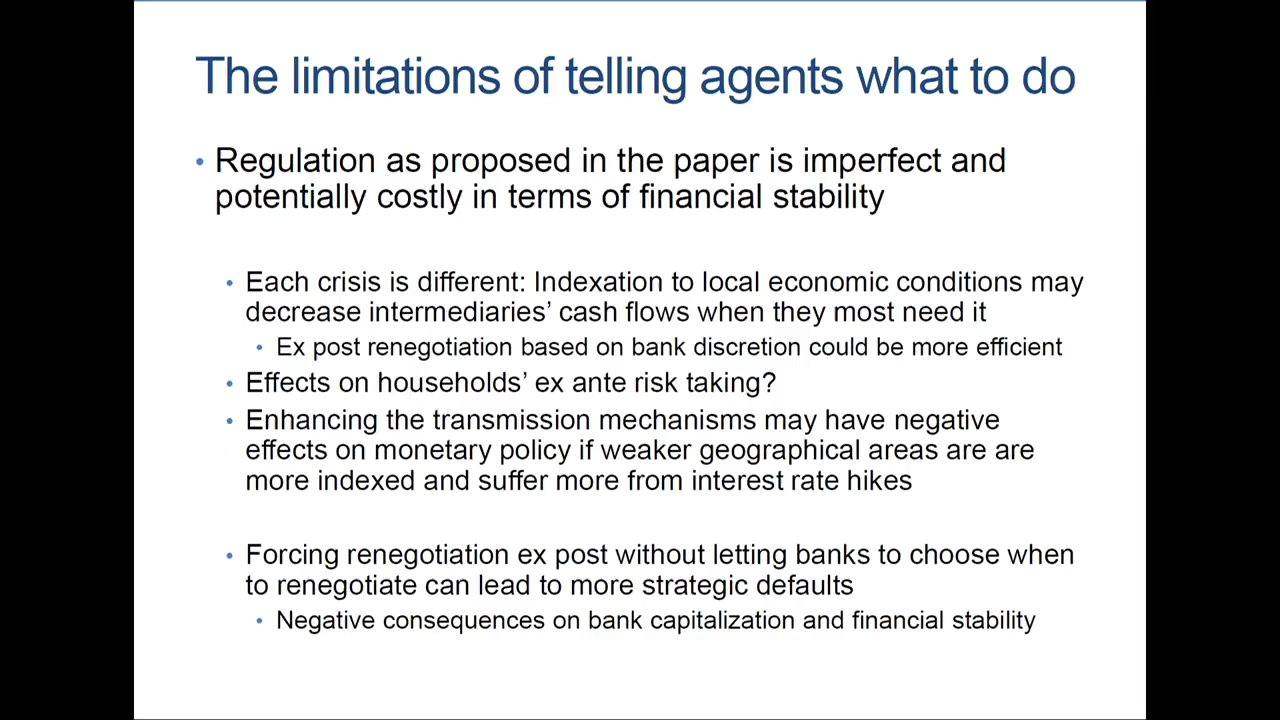 The limitations of telling agents what to do
• Regulation as proposed in the paper is imperfect and
potentially costly in terms of financial stability
• Each crisis is different: Indexation to local economic conditions may
decrease intermediaries’ cash flows when they most need it
• Ex post renegotiation based on bank discretion could be more efficient
• Effects on households’ ex ante risk taking?
• Enhancing the transmission mechanisms may have negative
effects on monetary policy if weaker geographical areas are are
more indexed and suffer more from interest rate hikes
• Forcing renegotiation ex post without letting banks to choose when
to renegotiate can lead to more strategic defaults
• Negative consequences on bank capitalization and financial stability